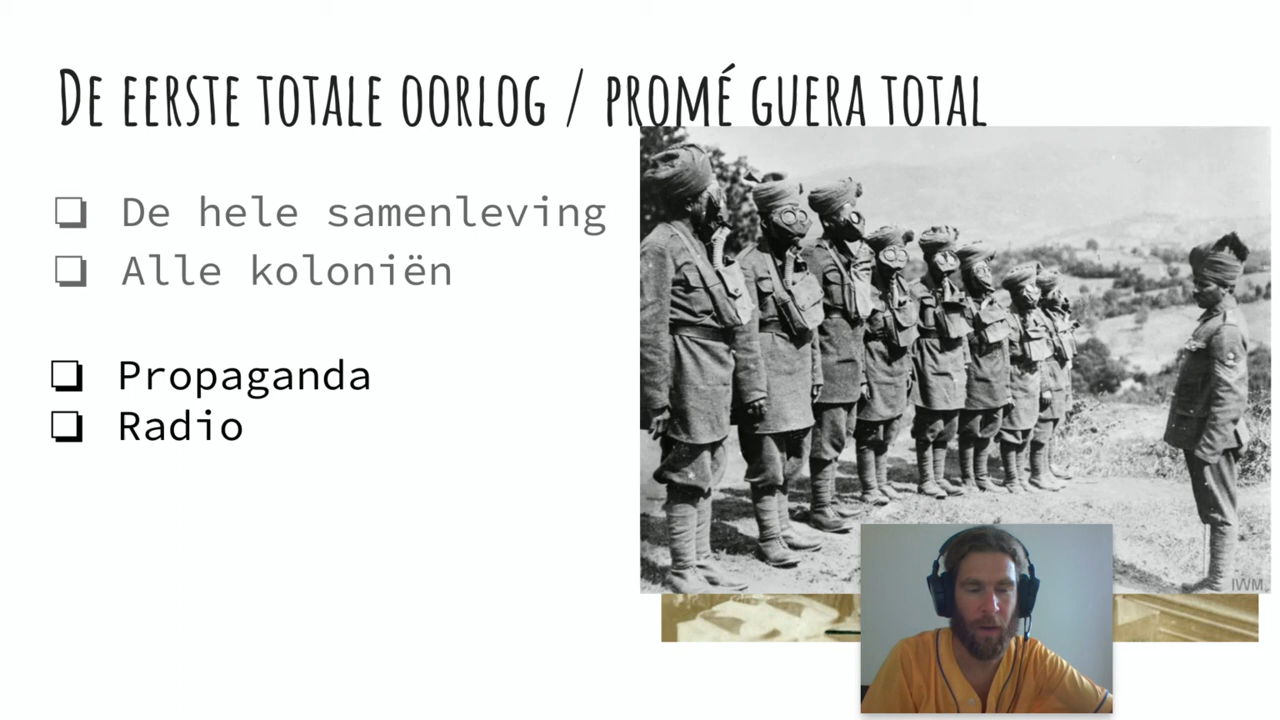 De eerste totale oorlog / promé guera total
❏ De hele samenleving
❏ Alle koloniën
❏ Propaganda
❏ Radio
IWM